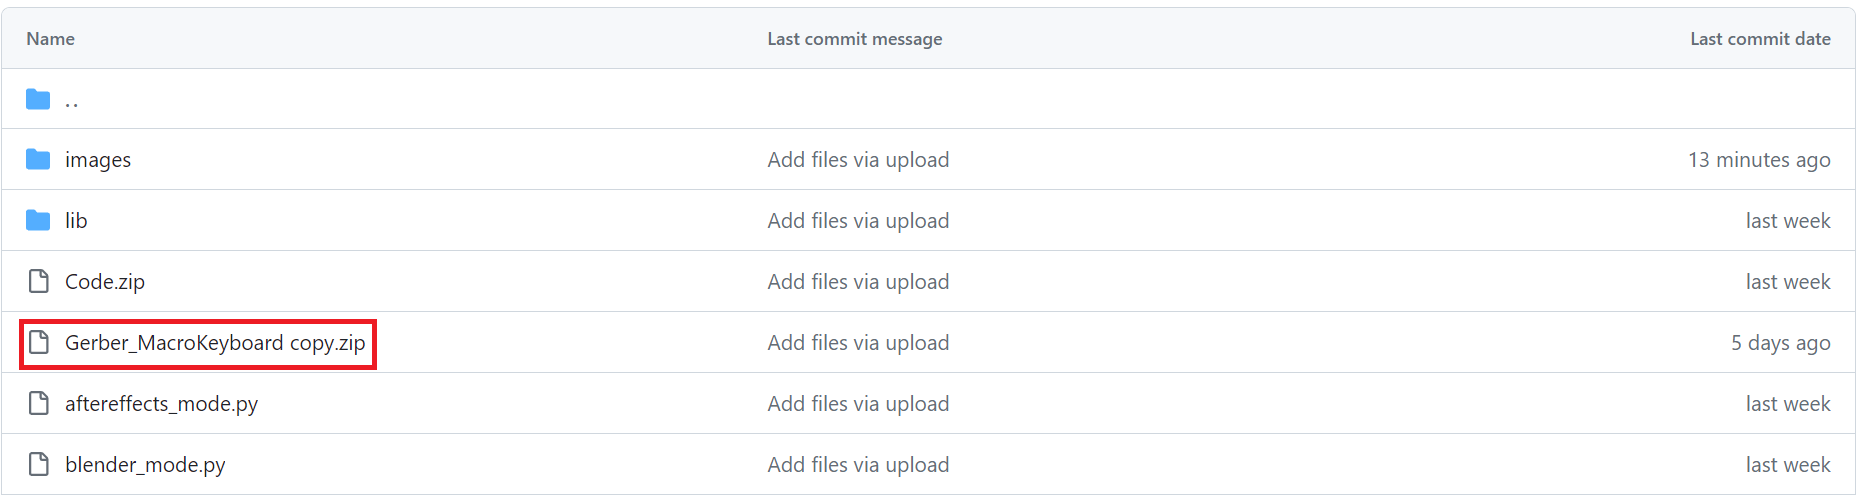 Name Last commit message Last commit date
..
images Add files via upload 13 minutes ago
lib Add files via upload last week
Code.zip Add files via upload last week
Gerber_MacroKeyboard copy.zip Add files via upload 5 days ago
aftereffects_mode.py Add files via upload last week
blender_mode.py Add files via upload last week